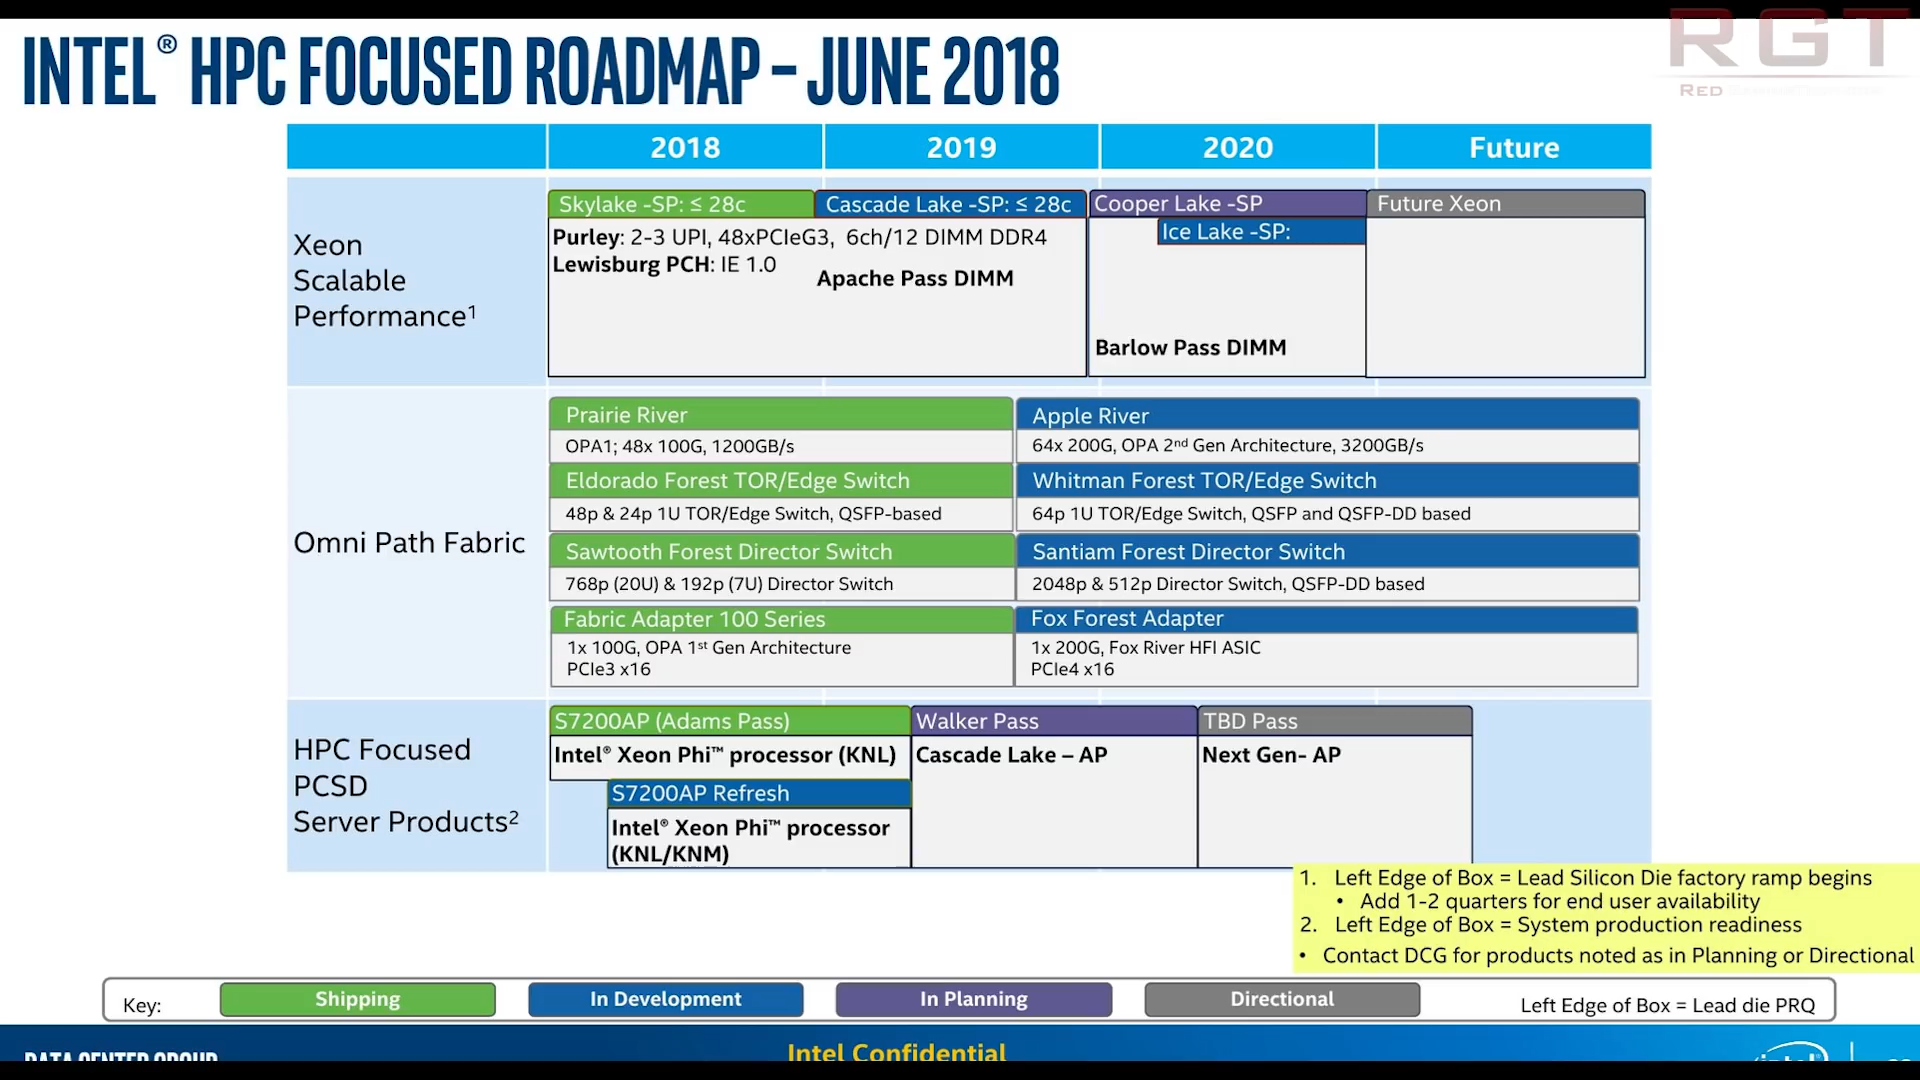 RGT
RED
INTEL® HPC FOCUSED ROADMAP – JUNE 2018
2018 2019 2020 Future
Xeon
Scalable
Performance1
Skylake -SP: ≤ 28c
Cascade Lake -SP: ≤ 28c
Cooper Lake -SP
Future Xeon
Ice Lake -SP:
Purley: 2-3 UPI, 48xPCIeG3, 6ch/12 DIMM DDR4
Lewisburg PCH: IE 1.0
Apache Pass DIMM
Barlow Pass DIMM
Omni Path Fabric
Prairie River
OPA1; 48x 100G, 1200GB/s
Apple River
64x 200G, OPA 2nd Gen Architecture, 3200GB/s
Eldorado Forest TOR/Edge Switch
48p & 24p 1U TOR/Edge Switch, QSFP-based
Whitman Forest TOR/Edge Switch
64p 1U TOR/Edge Switch, QSFP and QSFP-DD based
Sawtooth Forest Director Switch
768p (20U) & 192p (7U) Director Switch
Santiam Forest Director Switch
2048p & 512p Director Switch, QSFP-DD based
Fabric Adapter 100 Series
1x 100G, OPA 1st Gen Architecture
PCIe3 x16
Fox Forest Adapter
1x 200G, Fox River HFI ASIC
PCIe4 x16
HPC Focused
PCSD
Server Products2
S7200AP (Adams Pass)
Intel® Xeon Phi™ processor (KNL)
S7200AP Refresh
Intel® Xeon Phi™ processor
(KNL/KNM)
Walker Pass
Cascade Lake – AP
TBD Pass
Next Gen- AP
1. Left Edge of Box = Lead Silicon Die factory ramp begins
• Add 1-2 quarters for end user availability
2. Left Edge of Box = System production readiness
• Contact DCG for products noted as in Planning or Directional
Key: Shipping In Development In Planning Directional Left Edge of Box = Lead die PRQ
DATA CENTER GROUP
Intel Confidential
intel